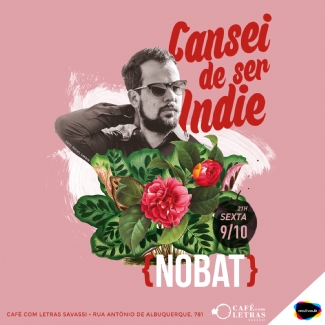 Cansei
de ser
Indie
21H
SEXTA
9/10
{NOBAT}
CAFÉ COM LETRAS SAVASSI • RUA ANTÔNIO DE ALBUQUERQUE, 781
CAFÉ COM
LETRAS